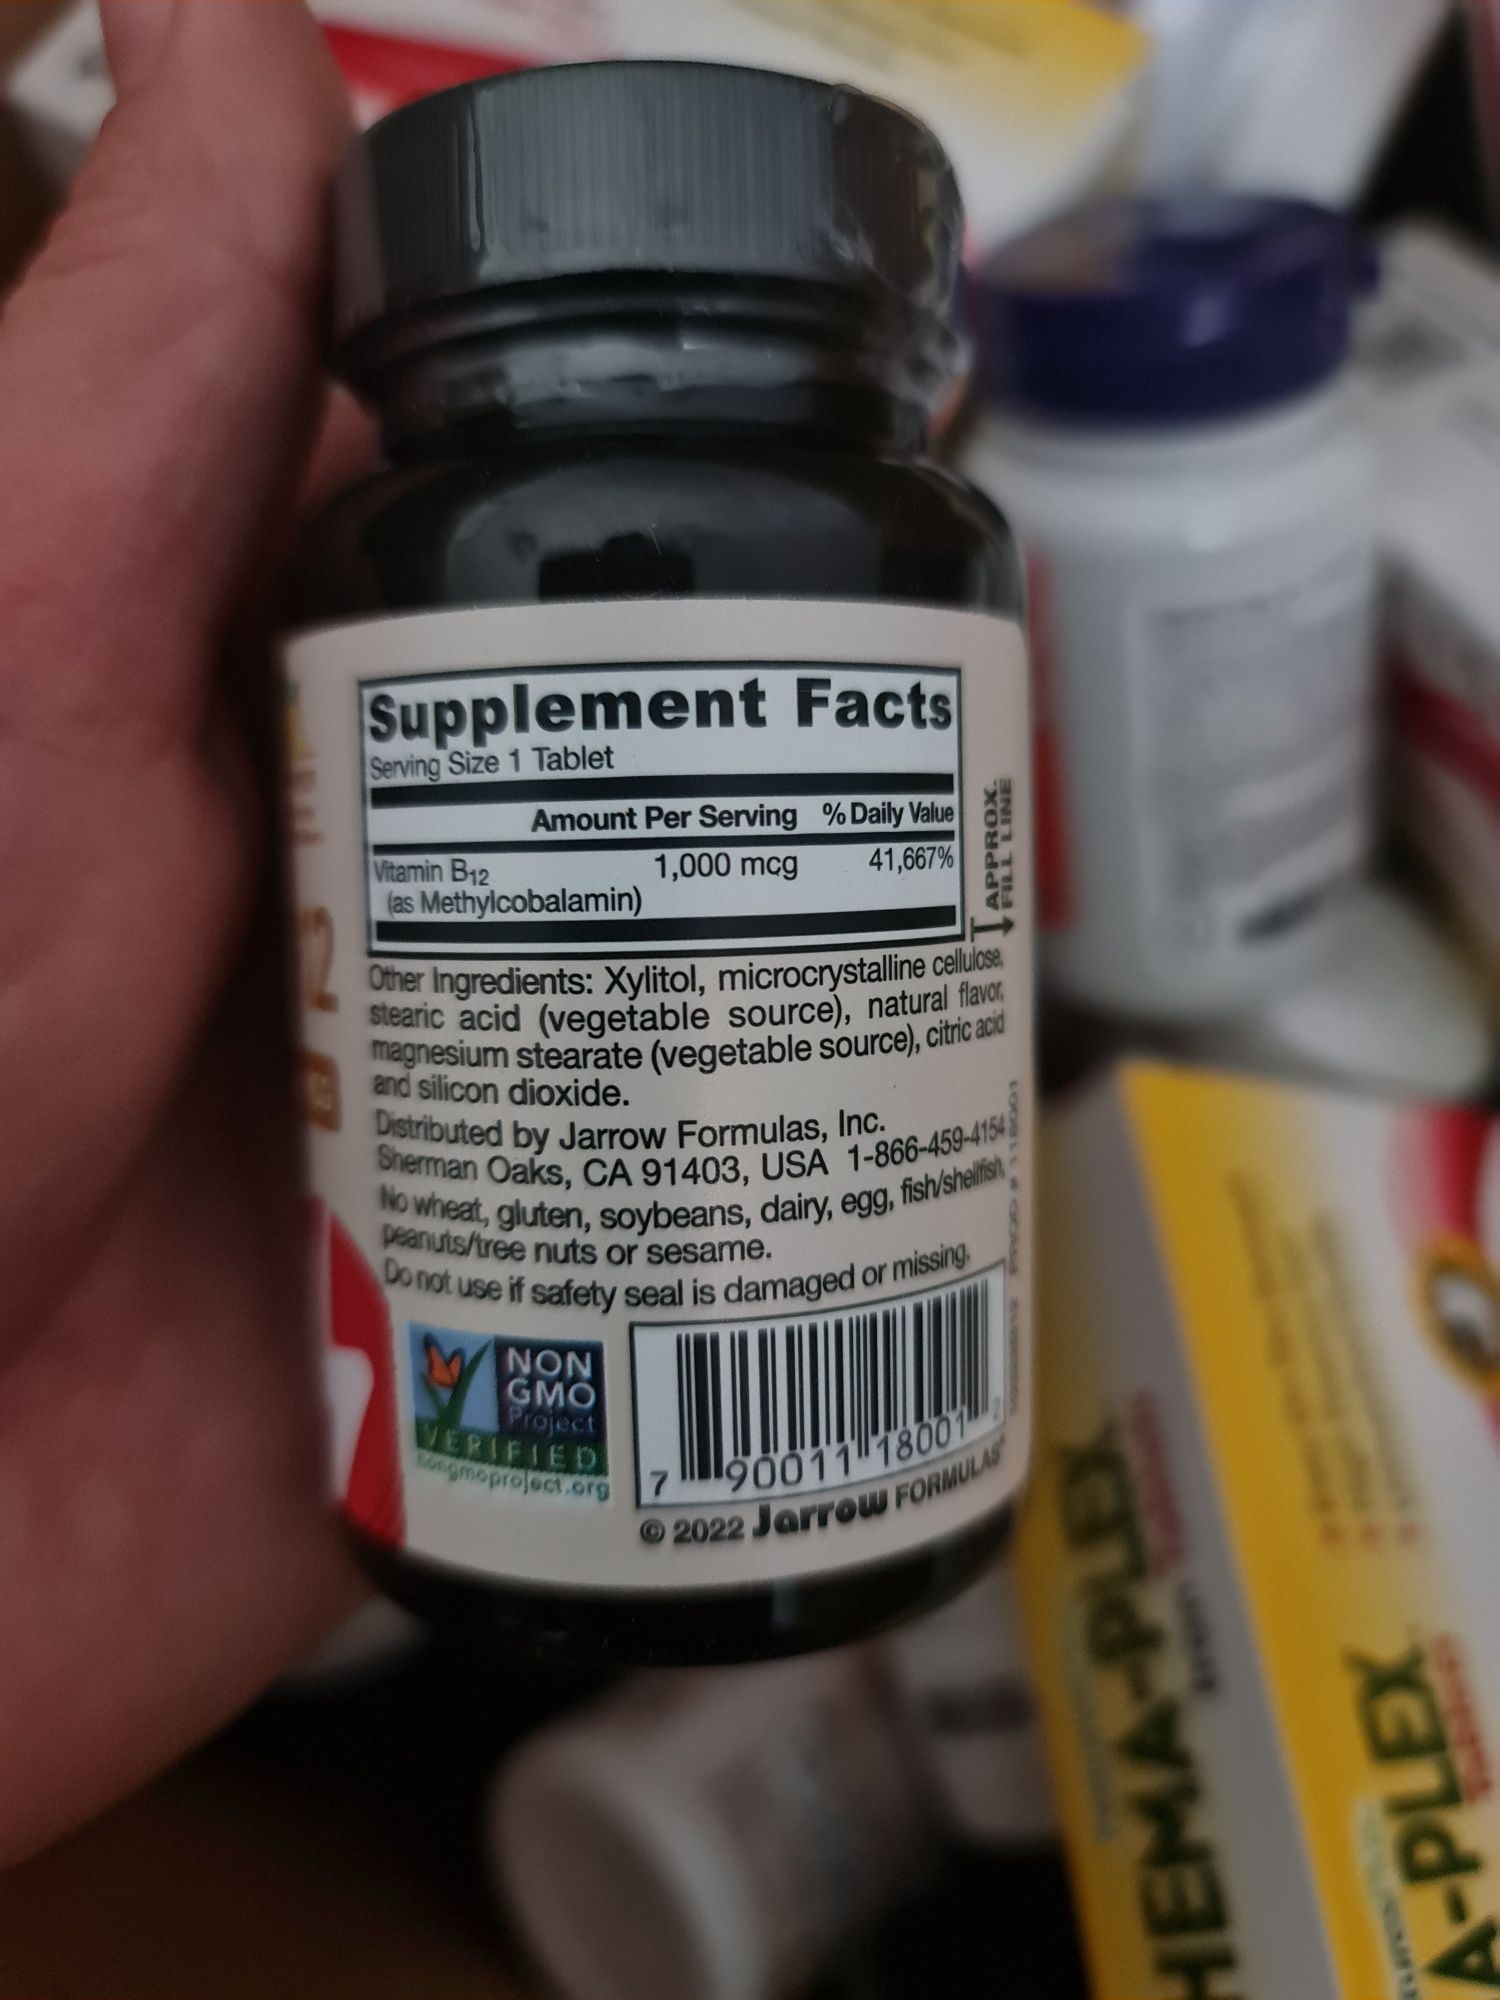 Supplement Facts
Serving Size 1 Tablet
Amount Per Serving % Daily Value
Vitamin B12 1,000 mcg 41,667%
(as Methylcobalamin)
APPROX.
FILL LINE
Other Ingredients: Xylitol, microcrystalline cellulose,
stearic acid (vegetable source), natural flavor,
magnesium stearate (vegetable source), citric acid
and silicon dioxide.
Distributed by Jarrow Formulas, Inc.
Sherman Oaks, CA 91403, USA 1-866-459-4154
No wheat, gluten, soybeans, dairy, egg, fish/shellfish,
peanuts/tree nuts or sesame.
Do not use if safety seal is damaged or missing.
PROD # 118001
NON
GMO
Project
VERIFIED
nongmoproject.org
7 90011 18001 2
© 2022 Jarrow FORMULAS®
12
HEMA-PLEX
A-PLEX
A-P